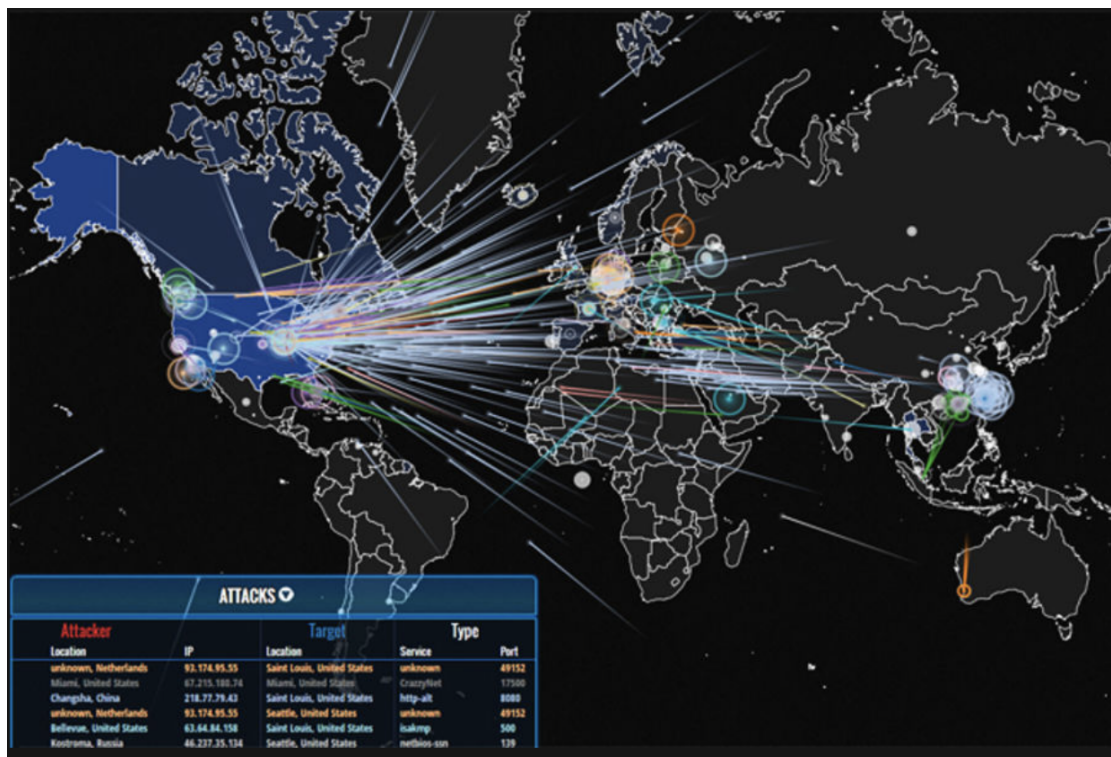 ATTACKS
Attacker Target Type
Location IP Location Service Port
unknown, Netherlands 93.174.95.55 Saint Louis, United States unknown 49152
Miami, United States 67.215.180.74 Miami, United States CrazzyNet 17500
Changsha, China 218.77.79.43 Saint Louis, United States http-alt 8080
unknown, Netherlands 93.174.95.55 Seattle, United States unknown 49152
Bellevue, United States 63.64.84.158 Saint Louis, United States isakmp 500
Kostroma, Russia 46.237.35.134 Seattle, United States netbios-ssn 139